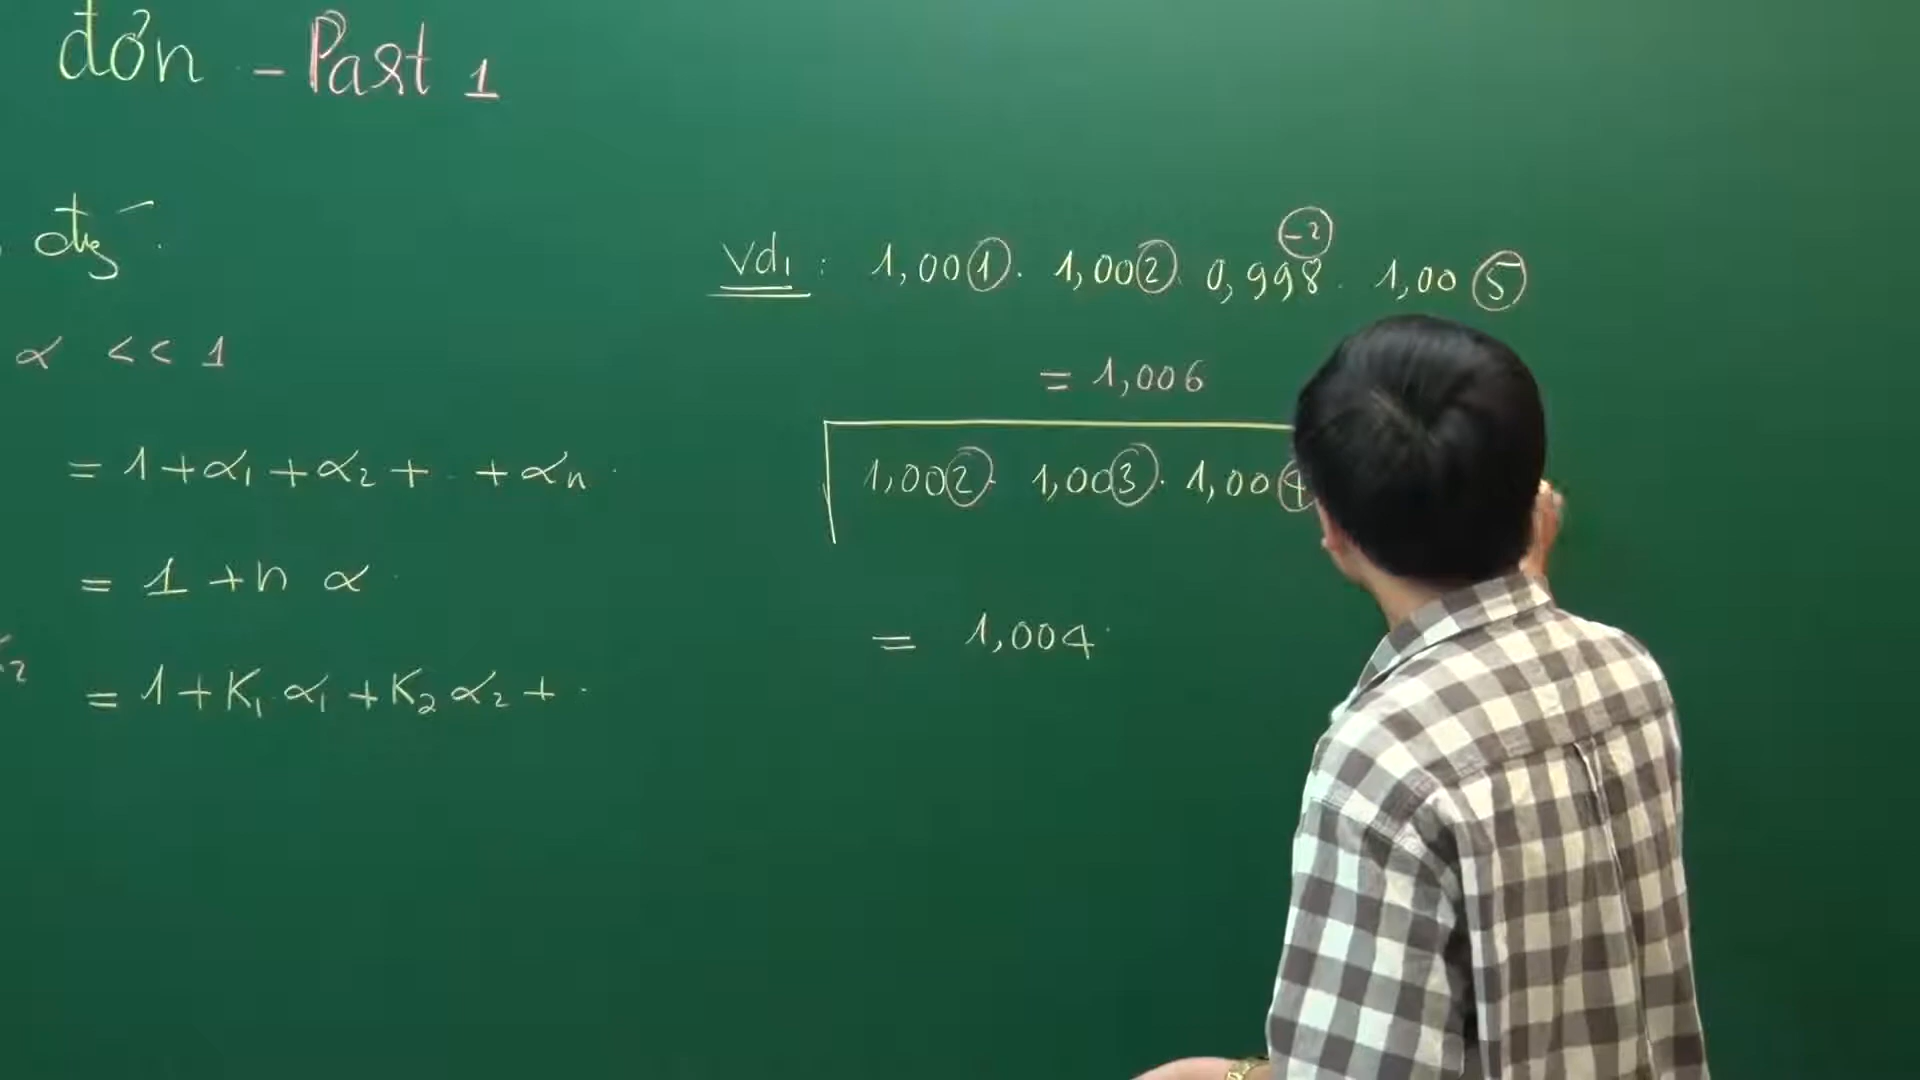 đơn - Part 1
α << 1
= 1 + α₁ + α₂ + .. + αₙ.
= 1 + n α.
= 1 + K₁ α₁ + K₂ α₂ + .
Vd₁ : 1,001 . 1,002 . 0,998 . 1,005
-2
= 1,006
1,002 . 1,003 . 1,004
= 1,004